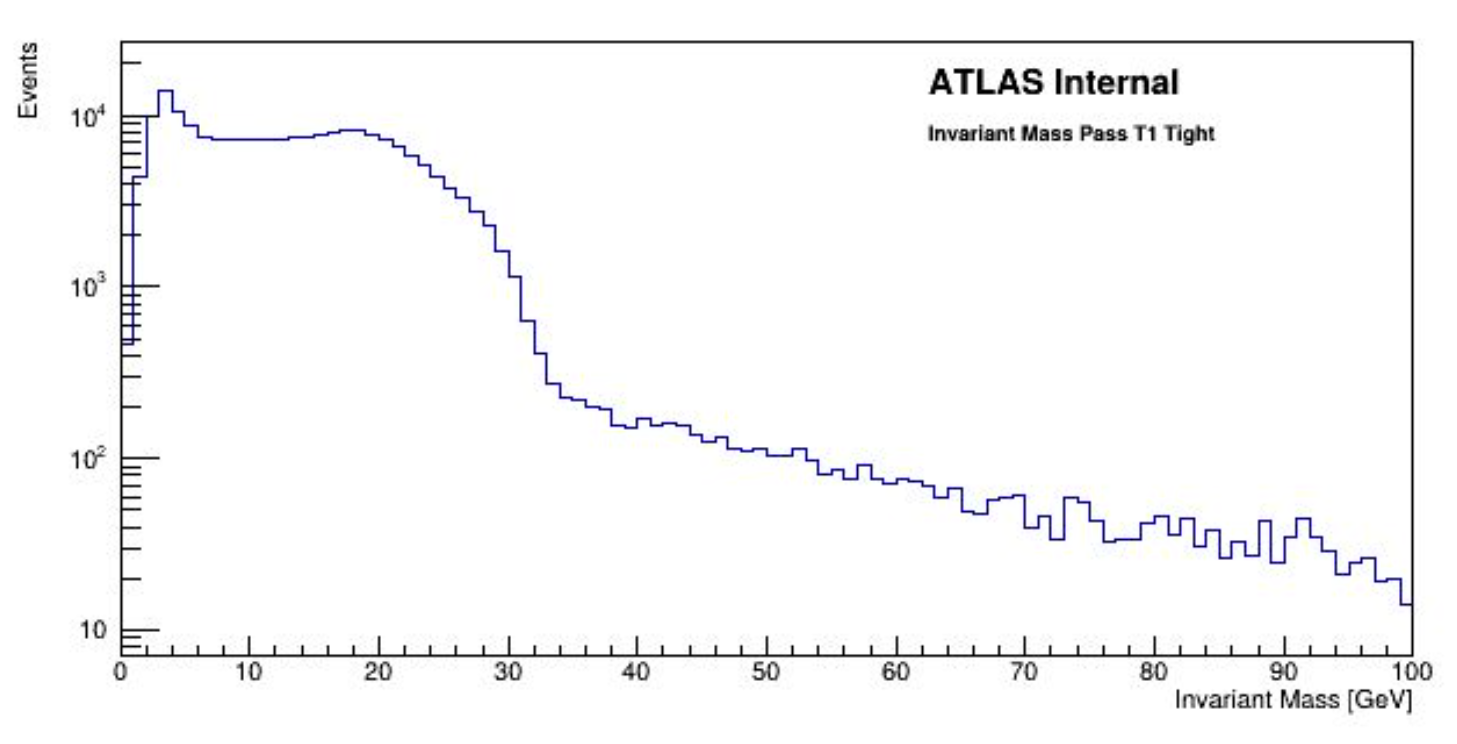 Events
ATLAS Internal
Invariant Mass Pass T1 Tight
10⁴
10³
10²
10
0 10 20 30 40 50 60 70 80 90 100
Invariant Mass [GeV]